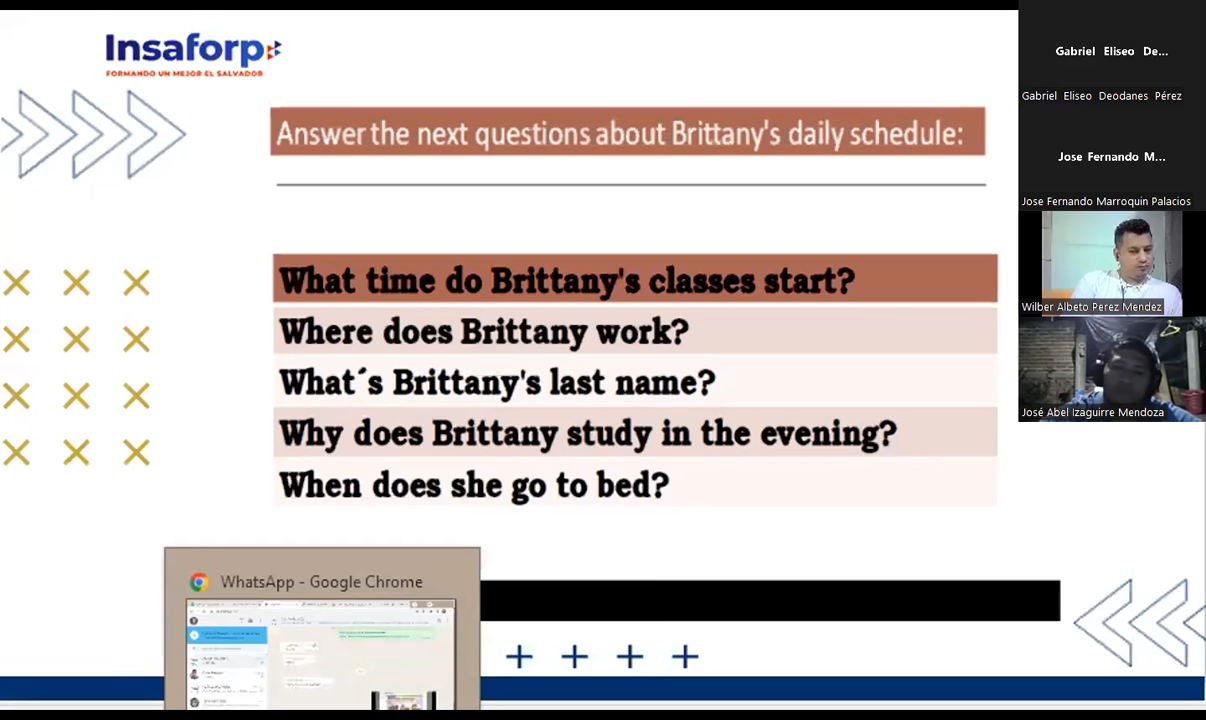 Insaforp
FORMANDO UN MEJOR EL SALVADOR
Answer the next questions about Brittany's daily schedule:
What time do Brittany's classes start?
Where does Brittany work?
What´s Brittany's last name?
Why does Brittany study in the evening?
When does she go to bed?
WhatsApp - Google Chrome
Gabriel Eliseo De...
Gabriel Eliseo Deodanes Pérez
Jose Fernando M...
Jose Fernando Marroquin Palacios
Wilber Albeto Perez Mendez
José Abel Izaguirre Mendoza